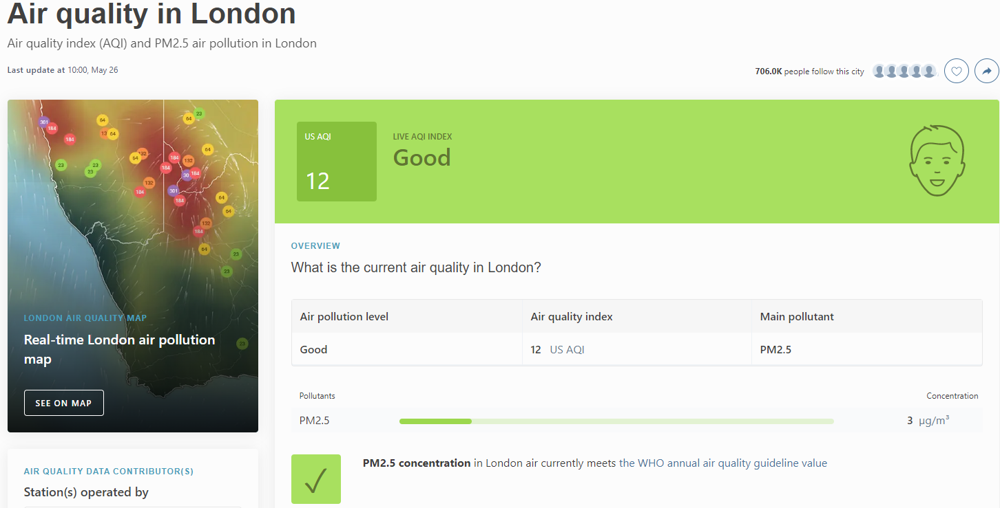 Air quality in London
Air quality index (AQI) and PM2.5 air pollution in London
Last update at 10:00, May 26
706.0K people follow this city
301
184
184
64
13
64
64
23
23
23
23
64
132
64
184
132
184
30
184
132
184
301
184
64
64
132
184
64
23
23
23
LONDON AIR QUALITY MAP
Real-time London air pollution
map
SEE ON MAP
AIR QUALITY DATA CONTRIBUTOR(S)
Station(s) operated by
US AQI
12
LIVE AQI INDEX
Good
OVERVIEW
What is the current air quality in London?
Air pollution level Air quality index Main pollutant
Good 12 US AQI PM2.5
Pollutants Concentration
PM2.5 3 µg/m³
PM2.5 concentration in London air currently meets the WHO annual air quality guideline value